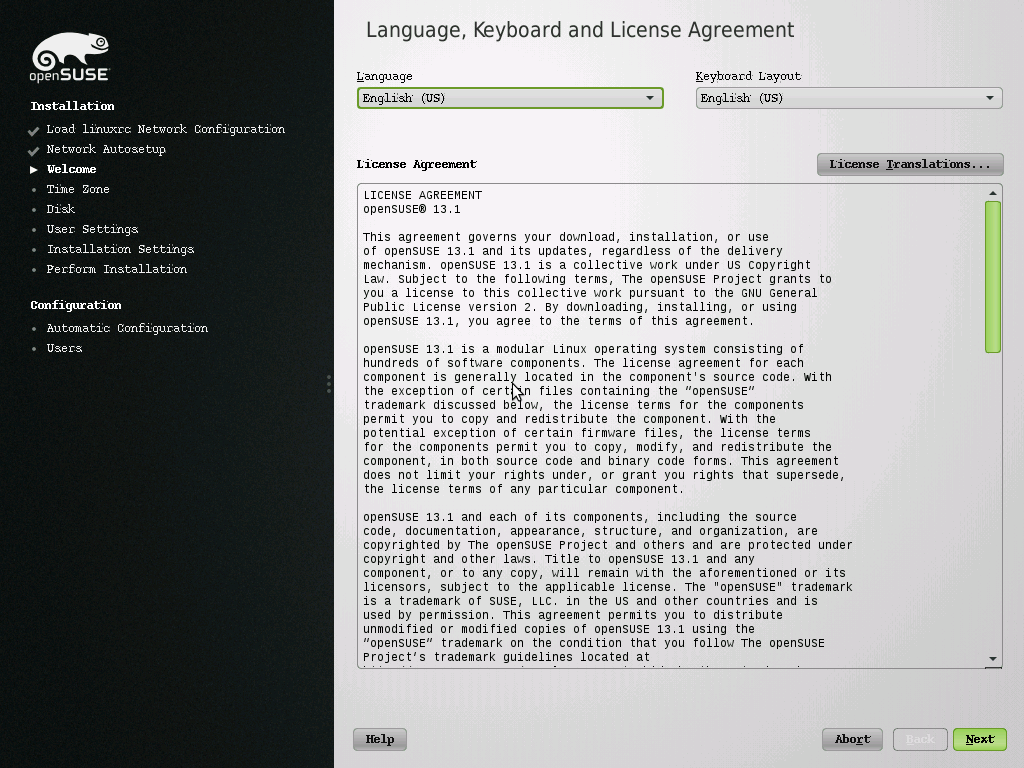 openSUSE
Installation
Load linuxrc Network Configuration
Network Autosetup
Welcome
Time Zone
Disk
User Settings
Installation Settings
Perform Installation
Configuration
Automatic Configuration
Users
Language, Keyboard and License Agreement
Language
Keyboard Layout
English (US)
English (US)
License Agreement
License Translations...
LICENSE AGREEMENT
openSUSE® 13.1
This agreement governs your download, installation, or use
of openSUSE 13.1 and its updates, regardless of the delivery
mechanism. openSUSE 13.1 is a collective work under US Copyright
Law. Subject to the following terms, The openSUSE Project grants to
you a license to this collective work pursuant to the GNU General
Public License version 2. By downloading, installing, or using
openSUSE 13.1, you agree to the terms of this agreement.
openSUSE 13.1 is a modular Linux operating system consisting of
hundreds of software components. The license agreement for each
component is generally located in the component's source code. With
the exception of certain files containing the "openSUSE"
trademark discussed below, the license terms for the components
permit you to copy and redistribute the component. With the
potential exception of certain firmware files, the license terms
for the components permit you to copy, modify, and redistribute the
component, in both source code and binary code forms. This agreement
does not limit your rights under, or grant you rights that supersede,
the license terms of any particular component.
openSUSE 13.1 and each of its components, including the source
code, documentation, appearance, structure, and organization, are
copyrighted by The openSUSE Project and others and are protected under
copyright and other laws. Title to openSUSE 13.1 and any
component, or to any copy, will remain with the aforementioned or its
licensors, subject to the applicable license. The "openSUSE" trademark
is a trademark of SUSE, LLC. in the US and other countries and is
used by permission. This agreement permits you to distribute
unmodified or modified copies of openSUSE 13.1 using the
"openSUSE" trademark on the condition that you follow The openSUSE
Project's trademark guidelines located at
Help
Abort
Back
Next